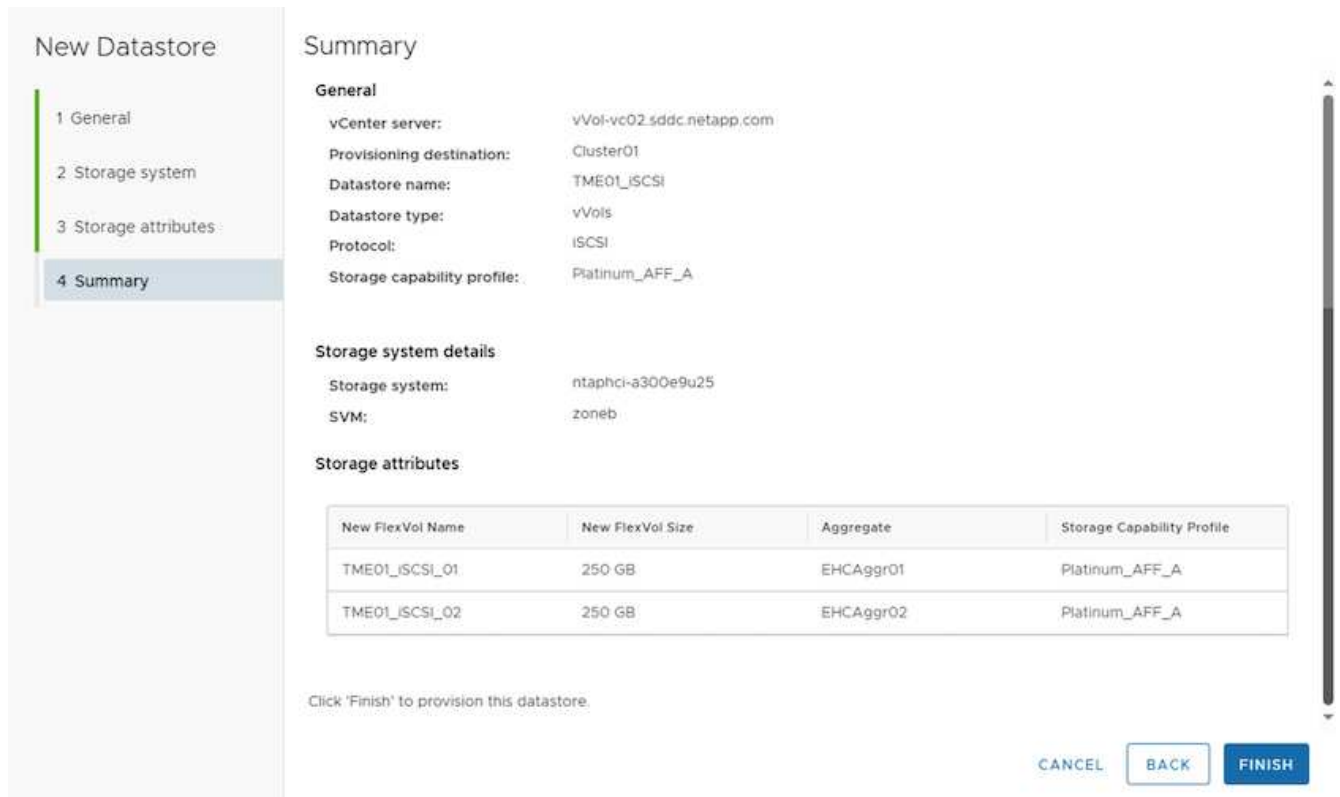 New Datastore
1 General
2 Storage system
3 Storage attributes
4 Summary
Summary
General
vCenter server: vVol-vc02.sddc.netapp.com
Provisioning destination: Cluster01
Datastore name: TME01_iSCSI
Datastore type: vVols
Protocol: iSCSI
Storage capability profile: Platinum_AFF_A
Storage system details
Storage system: ntaphci-a300e9u25
SVM: zoneb
Storage attributes
New FlexVol Name New FlexVol Size Aggregate Storage Capability Profile
TME01_iSCSI_01 250 GB EHCAggr01 Platinum_AFF_A
TME01_iSCSI_02 250 GB EHCAggr02 Platinum_AFF_A
Click 'Finish' to provision this datastore.
CANCEL BACK FINISH